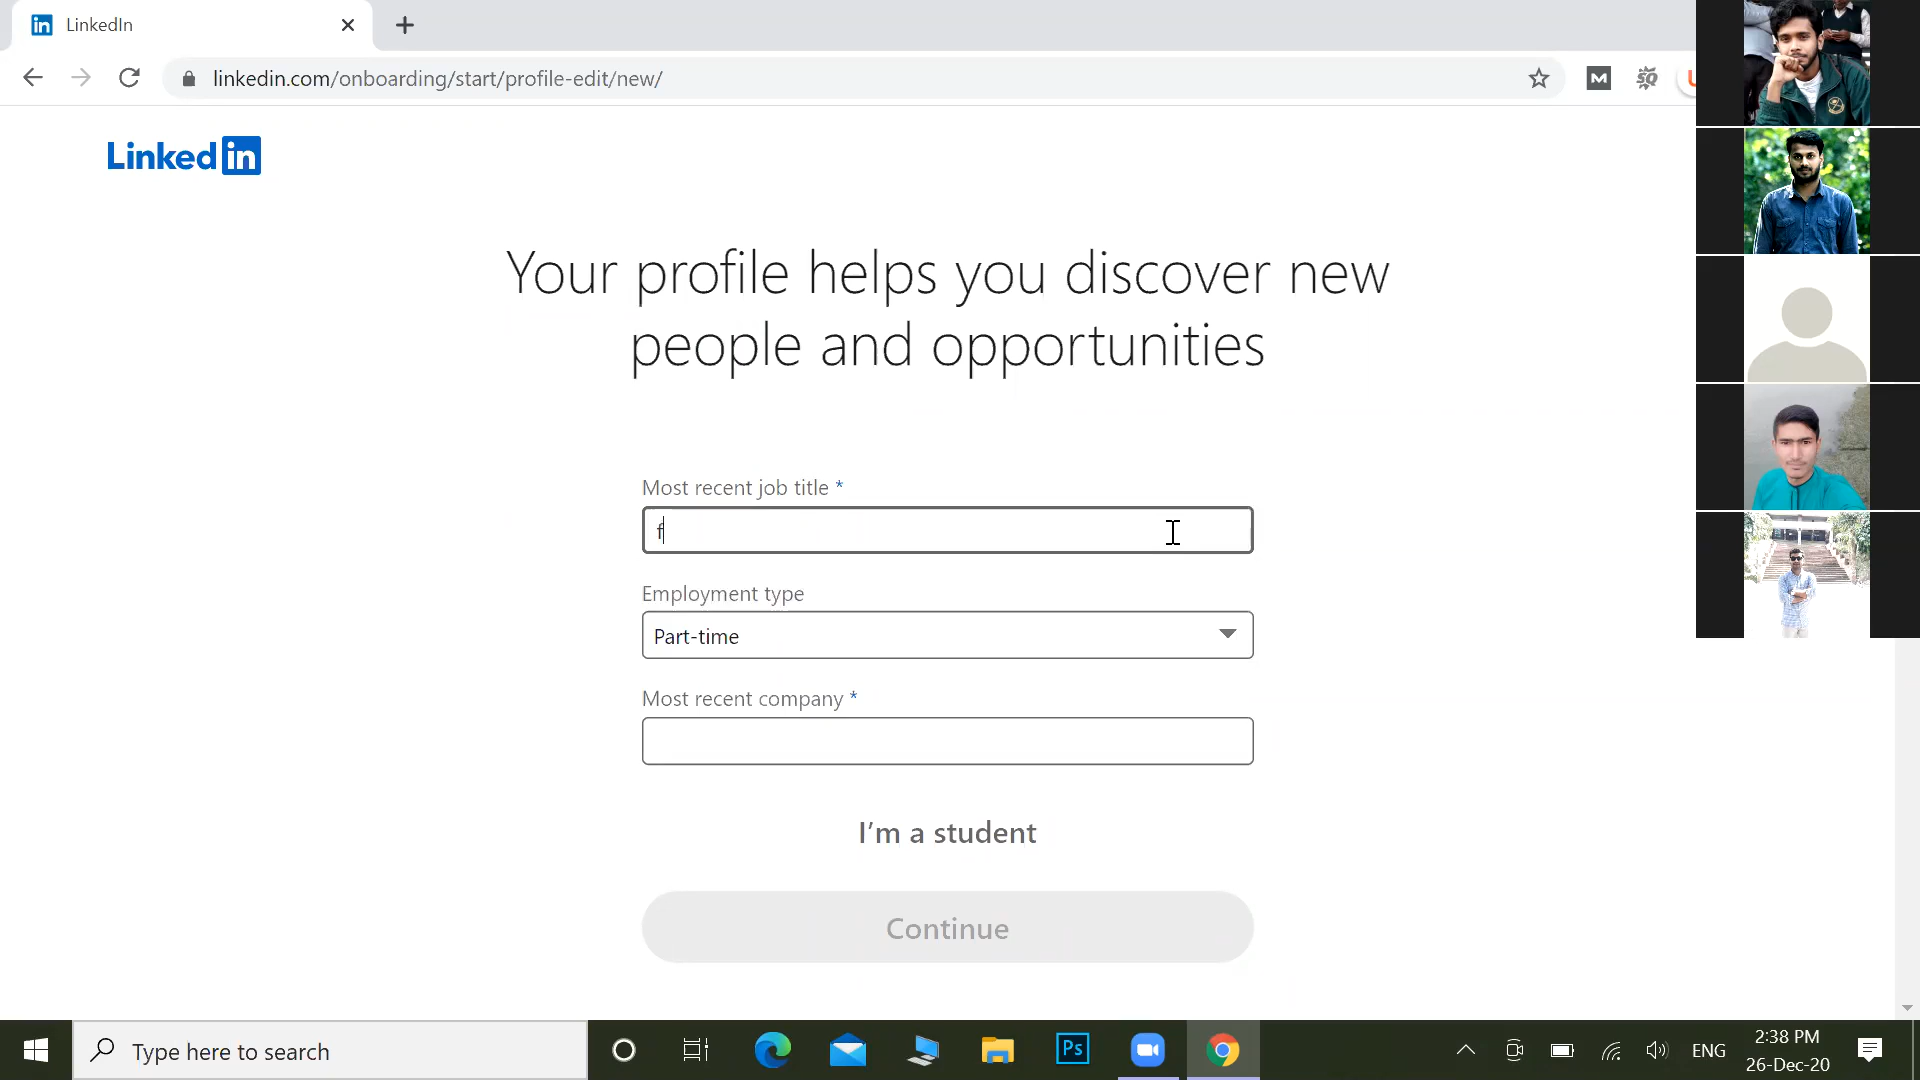 LinkedIn
linkedin.com/onboarding/start/profile-edit/new/
Linked in
Your profile helps you discover new
people and opportunities
Most recent job title *
f
Employment type
Part-time
Most recent company *
I'm a student
Continue
Type here to search
Ps
ENG
2:38 PM
26-Dec-20